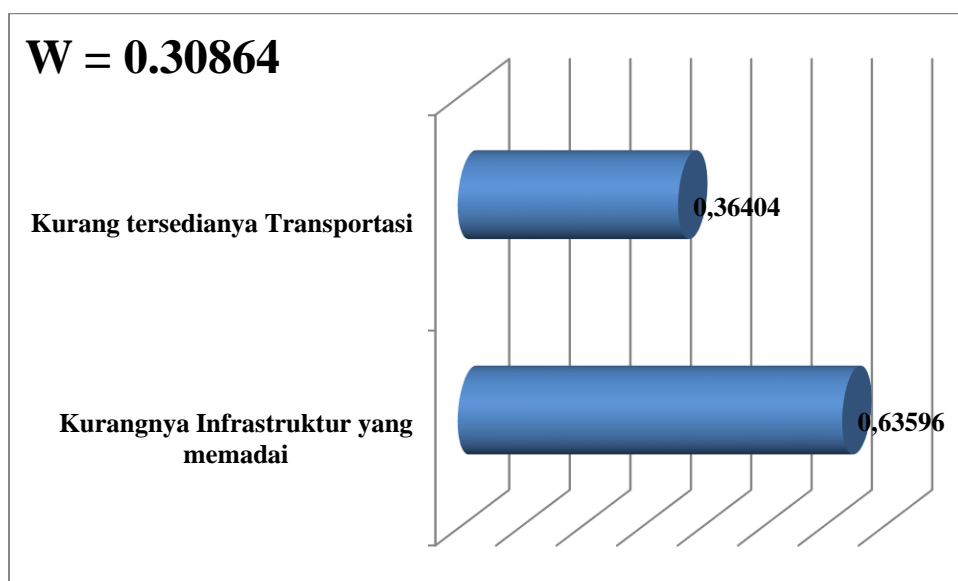 W = 0.30864
Kurang tersedianya Transportasi
0,36404
Kurangnya Infrastruktur yang
memadai
0,63596